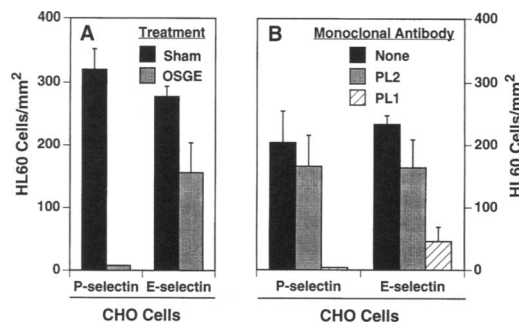 A
Treatment
Sham
OSGE
HL60 Cells/mm²
400
300
200
100
0
P-selectin E-selectin
CHO Cells
B
Monoclonal Antibody
None
PL2
PL1
400
300
200
100
0
HL60 Cells/mm²
P-selectin E-selectin
CHO Cells